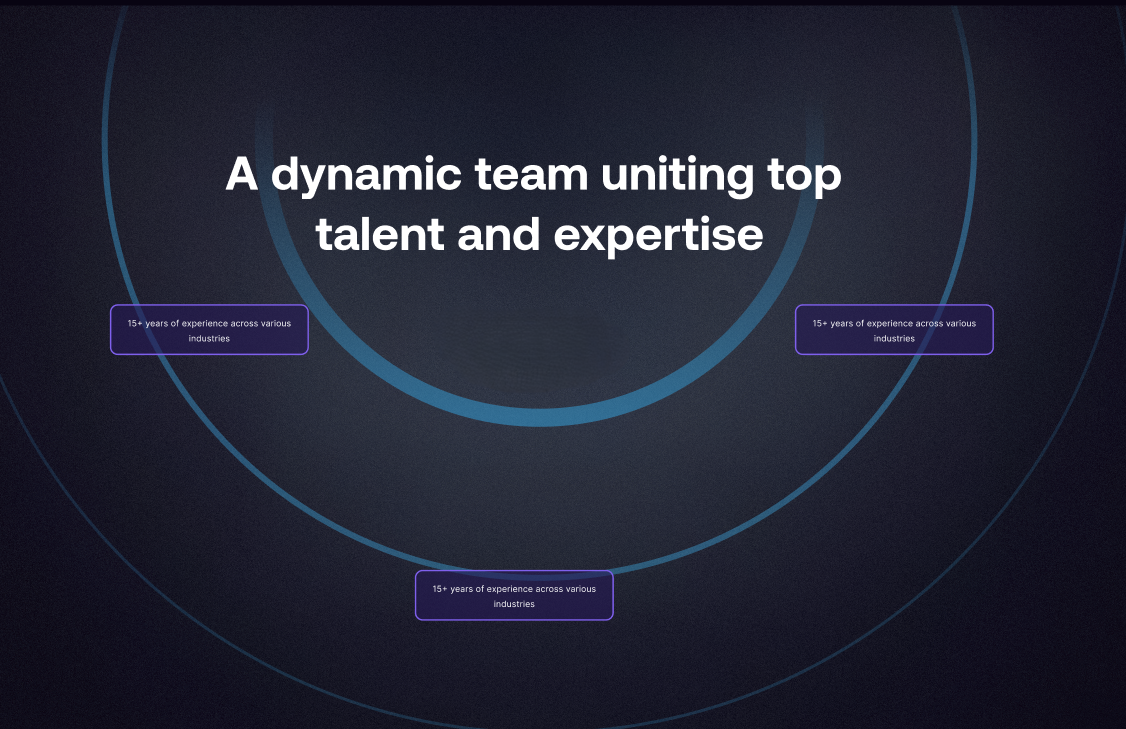 A dynamic team uniting top
talent and expertise
15+ years of experience across various
industries
15+ years of experience across various
industries
15+ years of experience across various
industries